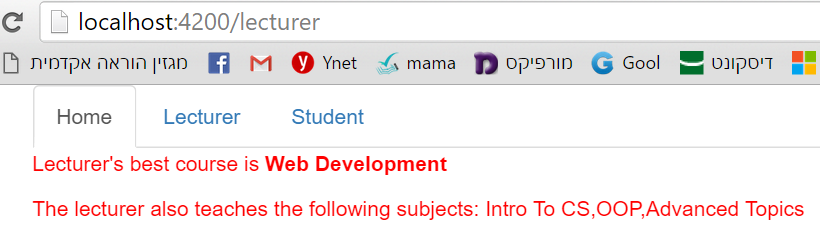 localhost:4200/lecturer
מגזין הוראה אקדמית Ynet mama מורפיקס Gool דיסקונט
Home Lecturer Student
Lecturer's best course is Web Development
The lecturer also teaches the following subjects: Intro To CS,OOP,Advanced Topics